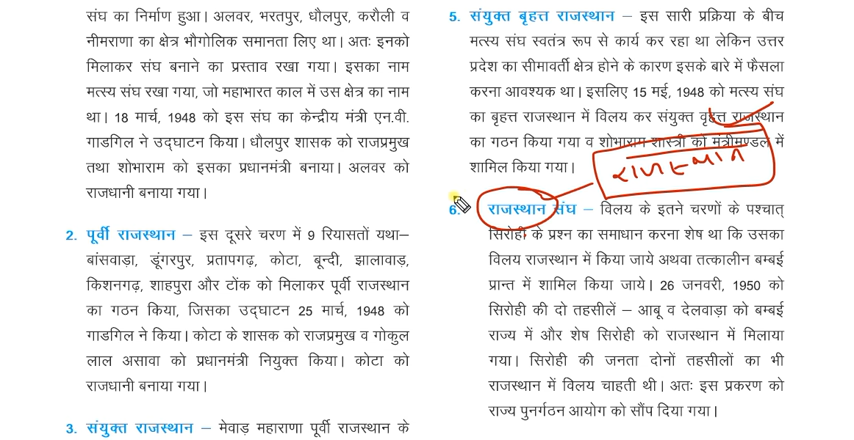 संघ का निर्माण हुआ। अलवर, भरतपुर, धौलपुर, करौली व
नीमराणा का क्षेत्र भौगोलिक समानता लिए था। अतः इनको
मिलाकर संघ बनाने का प्रस्ताव रखा गया। इसका नाम
मत्स्य संघ रखा गया, जो महाभारत काल में उस क्षेत्र का नाम
था। 18 मार्च, 1948 को इस संघ का केन्द्रीय मंत्री एन.वी.
गाडगिल ने उद्घाटन किया। धौलपुर शासक को राजप्रमुख
तथा शोभाराम को इसका प्रधानमंत्री बनाया। अलवर को
राजधानी बनाया गया।
2. पूर्वी राजस्थान – इस दूसरे चरण में 9 रियासतों यथा–
बांसवाड़ा, डूंगरपुर, प्रतापगढ़, कोटा, बून्दी, झालावाड़,
किशनगढ़, शाहपुरा और टोंक को मिलाकर पूर्वी राजस्थान
का गठन किया, जिसका उद्घाटन 25 मार्च, 1948 को
गाडगिल ने किया। कोटा के शासक को राजप्रमुख व गोकुल
लाल असावा को प्रधानमंत्री नियुक्त किया। कोटा को
राजधानी बनाया गया।
3. संयुक्त राजस्थान – मेवाड़ महाराणा पूर्वी राजस्थान के
5. संयुक्त बृहत्त राजस्थान – इस सारी प्रक्रिया के बीच
मत्स्य संघ स्वतंत्र रूप से कार्य कर रहा था लेकिन उत्तर
प्रदेश का सीमावर्ती क्षेत्र होने के कारण इसके बारे में फैसला
करना आवश्यक था। इसलिए 15 मई, 1948 को मत्स्य संघ
का बृहत्त राजस्थान में विलय कर संयुक्त वृहत्त राजस्थान
का गठन किया गया व शोभाराम शास्त्री को मंत्रीमण्डल में
शामिल किया गया।
राजस्थान
6. राजस्थान संघ – विलय के इतने चरणों के पश्चात्
सिरोही के प्रश्न का समाधान करना शेष था कि उसका
विलय राजस्थान में किया जाये अथवा तत्कालीन बम्बई
प्रान्त में शामिल किया जाये। 26 जनवरी, 1950 को
सिरोही की दो तहसीलें – आबू व देलवाड़ा को बम्बई
राज्य में और शेष सिरोही को राजस्थान में मिलाया
गया। सिरोही की जनता दोनों तहसीलों का भी
राजस्थान में विलय चाहती थी। अतः इस प्रकरण को
राज्य पुनर्गठन आयोग को सौंप दिया गया।